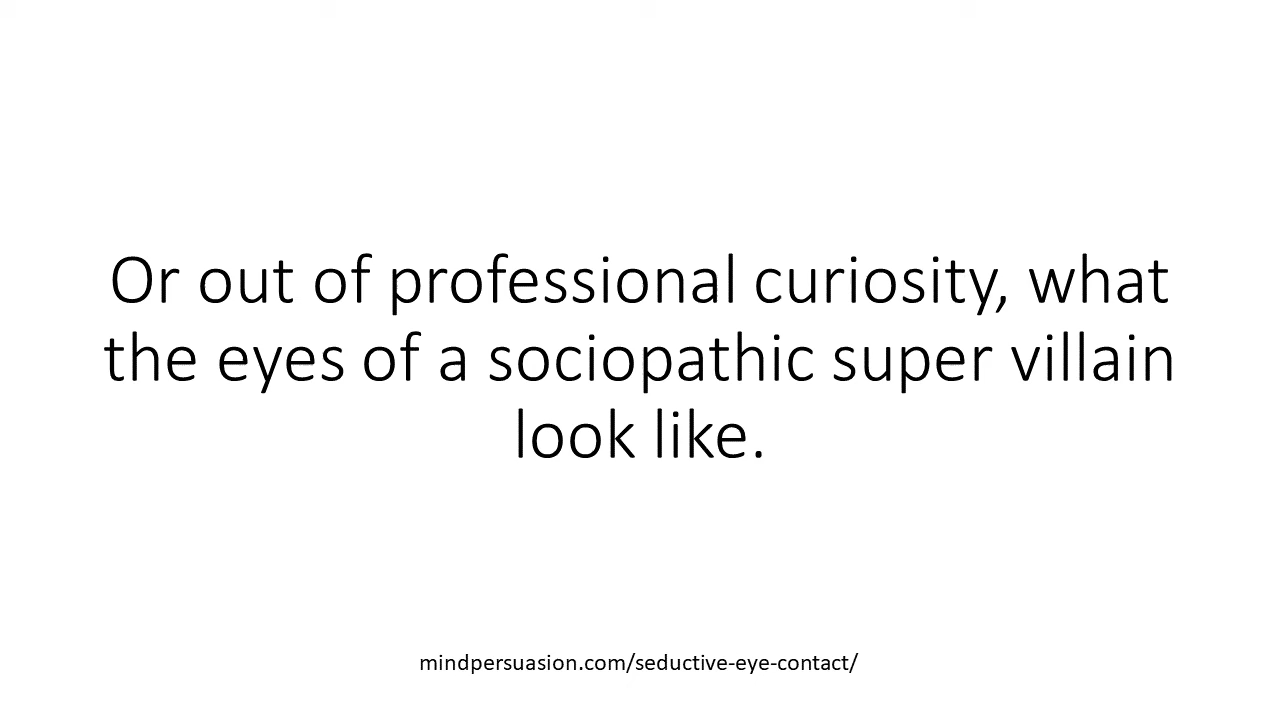 Or out of professional curiosity, what
the eyes of a sociopathic super villain
look like.
mindpersuasion.com/seductive-eye-contact/